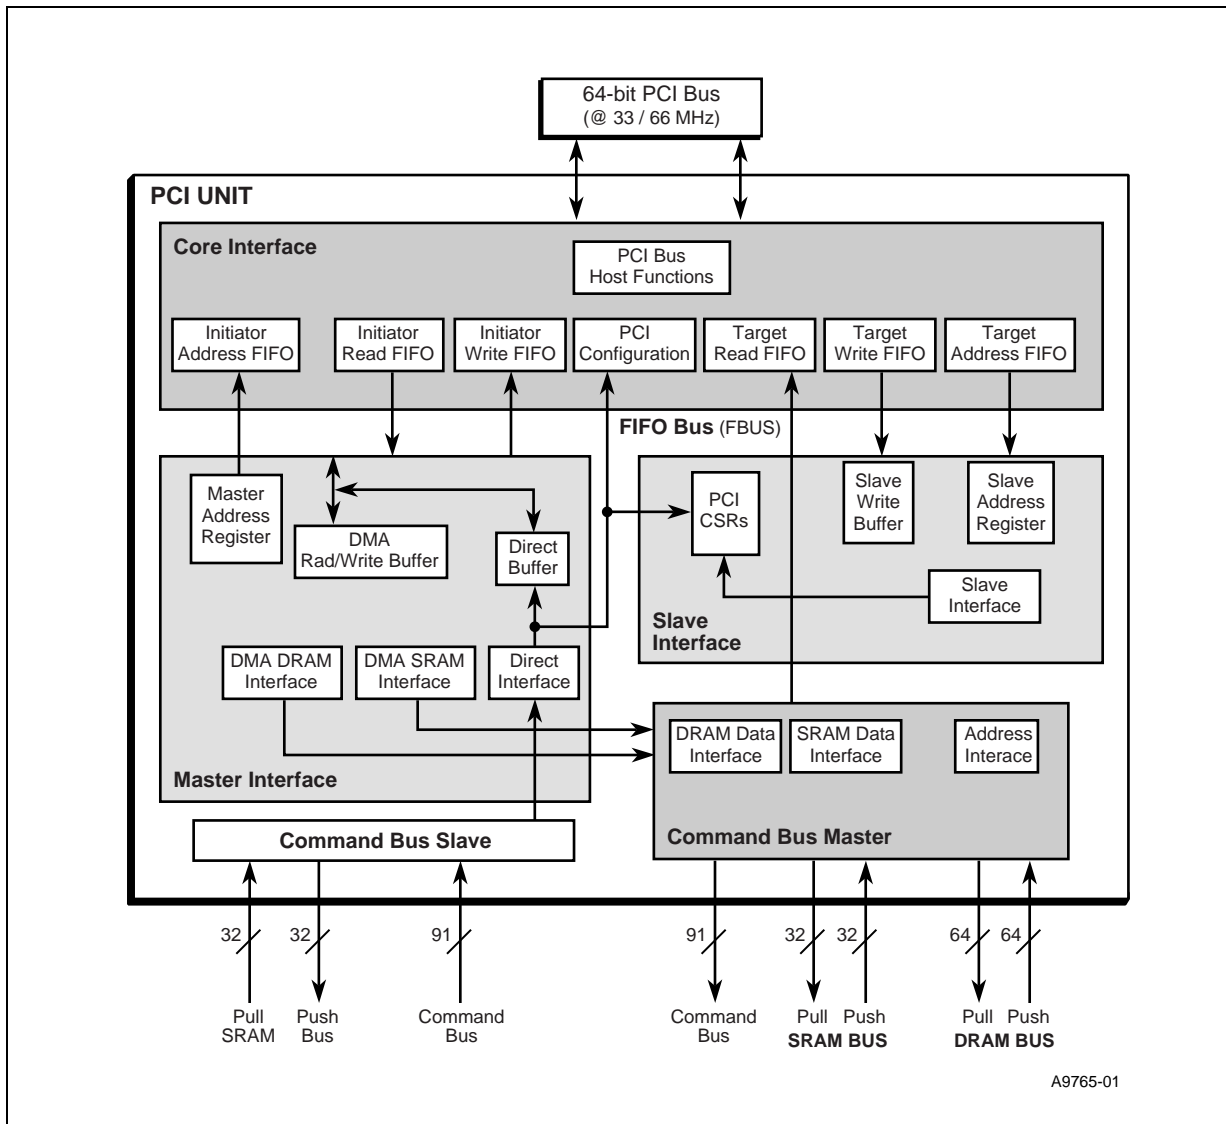 64-bit PCI Bus
(@ 33 / 66 MHz)
PCI UNIT
Core Interface
PCI Bus
Host Functions
Initiator
Address FIFO
Initiator
Read FIFO
Initiator
Write FIFO
PCI
Configuration
Target
Read FIFO
Target
Write FIFO
Target
Address FIFO
FIFO Bus (FBUS)
Master
Address
Register
DMA
Rad/Write Buffer
Direct
Buffer
DMA DRAM
Interface
DMA SRAM
Interface
Direct
Interface
Master Interface
PCI
CSRs
Slave
Write
Buffer
Slave
Address
Register
Slave
Interface
Slave
Interface
DRAM Data
Interface
SRAM Data
Interface
Address
Interace
Command Bus Master
Command Bus Slave
32
32
91
91
32
32
64
64
Pull
SRAM
Push
Bus
Command
Bus
Command
Bus
Pull Push
SRAM BUS
Pull Push
DRAM BUS
A9765-01